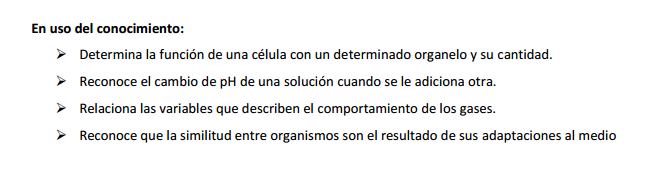 En uso del conocimiento:
➢ Determina la función de una célula con un determinado organelo y su cantidad.
➢ Reconoce el cambio de pH de una solución cuando se le adiciona otra.
➢ Relaciona las variables que describen el comportamiento de los gases.
➢ Reconoce que la similitud entre organismos son el resultado de sus adaptaciones al medio